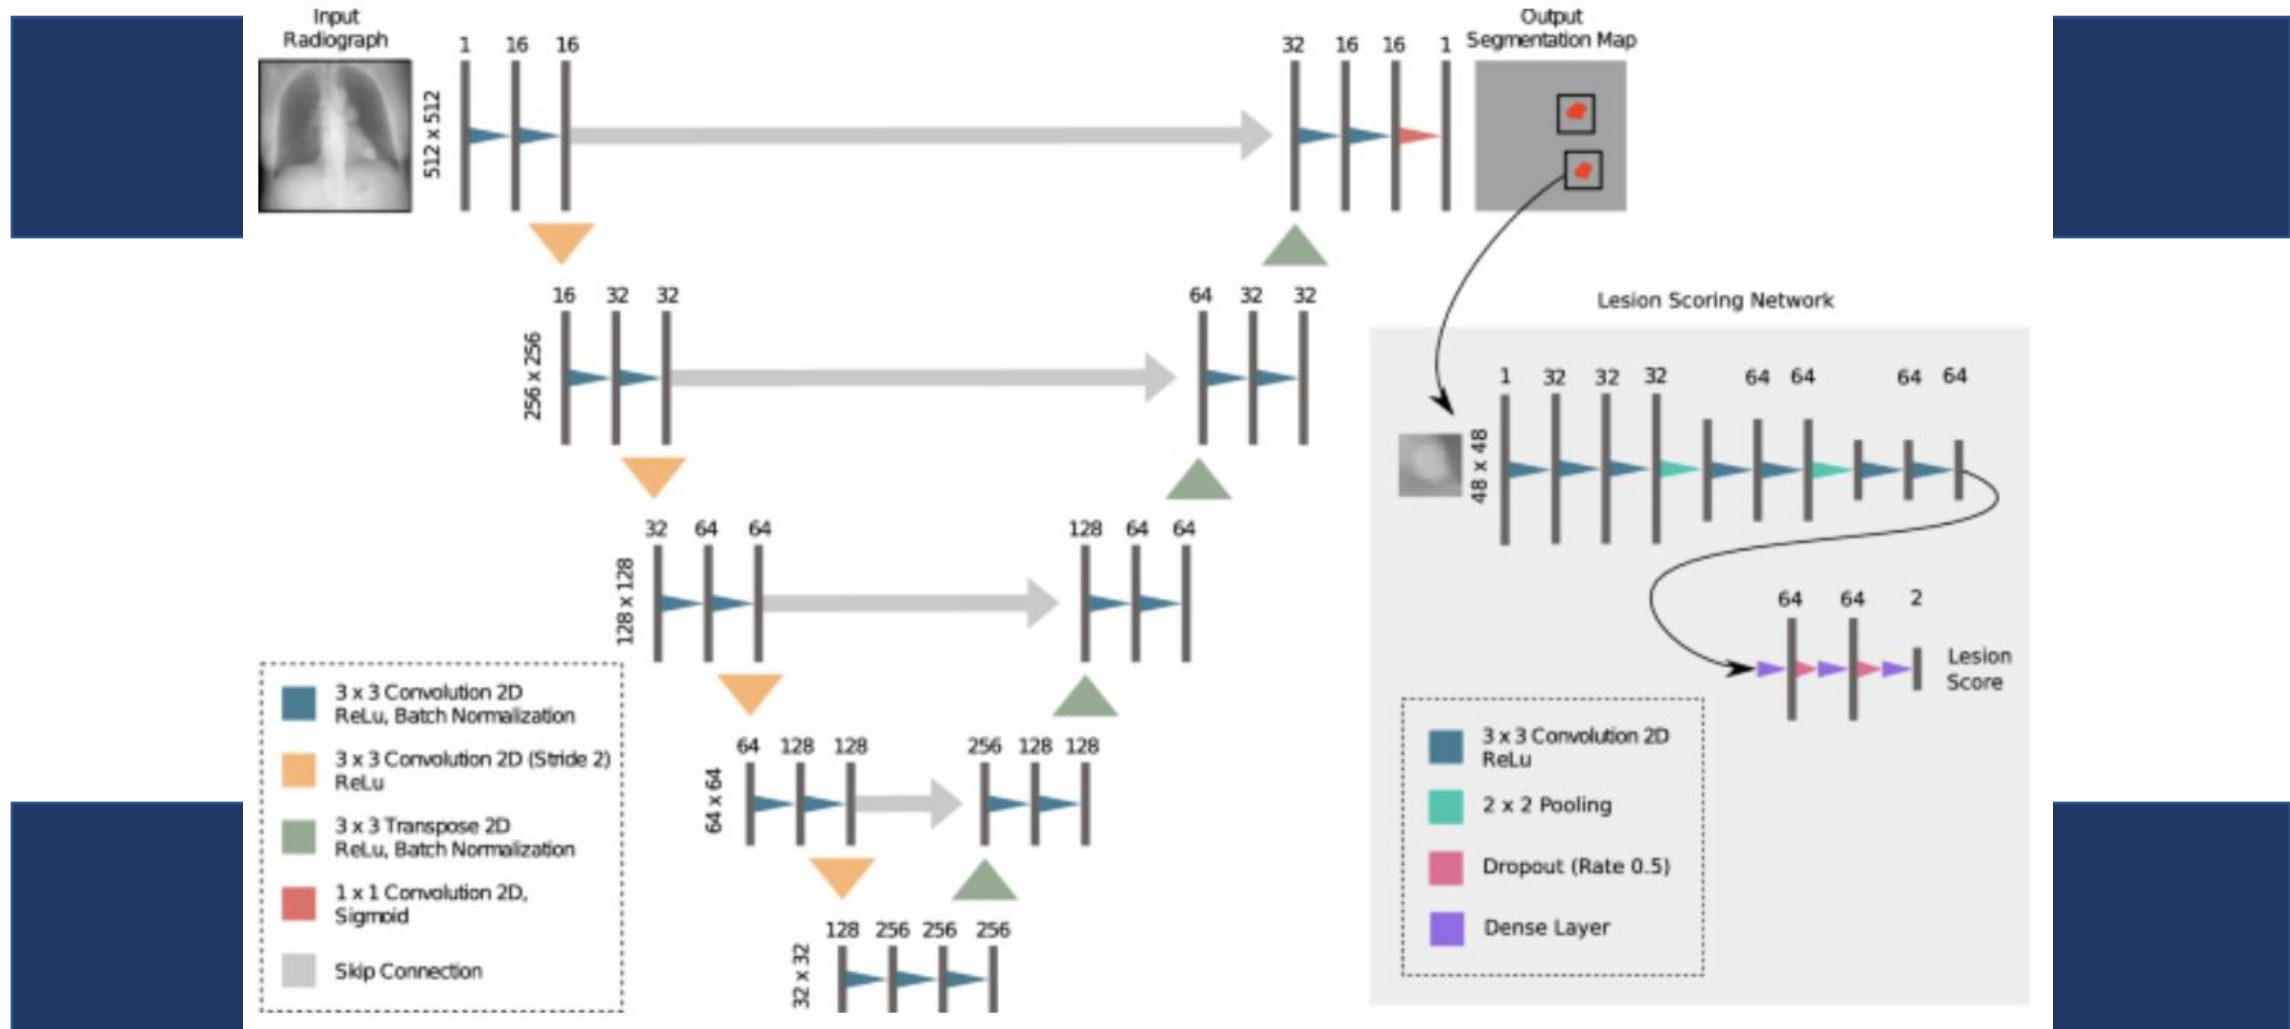 Input
Radiograph
1 16 16
512 x 512
32 16 16 1
Output
Segmentation Map
16 32 32
256 x 256
64 32 32
32 64 64
128 x 128
128 64 64
64 128 128
64 x 64
256 128 128
128 256 256 256
32 x 32
3 x 3 Convolution 2D
ReLu, Batch Normalization
3 x 3 Convolution 2D (Stride 2)
ReLu
3 x 3 Transpose 2D
ReLu, Batch Normalization
1 x 1 Convolution 2D,
Sigmoid
Skip Connection
Lesion Scoring Network
1 32 32 32 64 64 64 64
48 x 48
64 64 2
Lesion
Score
3 x 3 Convolution 2D
ReLu
2 x 2 Pooling
Dropout (Rate 0.5)
Dense Layer